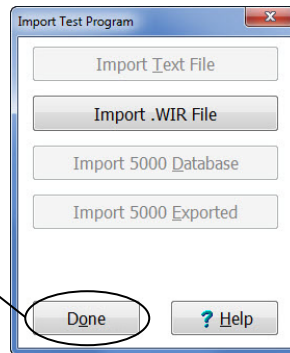 Import Test Program
Import Text File
Import .WIR File
Import 5000 Database
Import 5000 Exported
Done
? Help